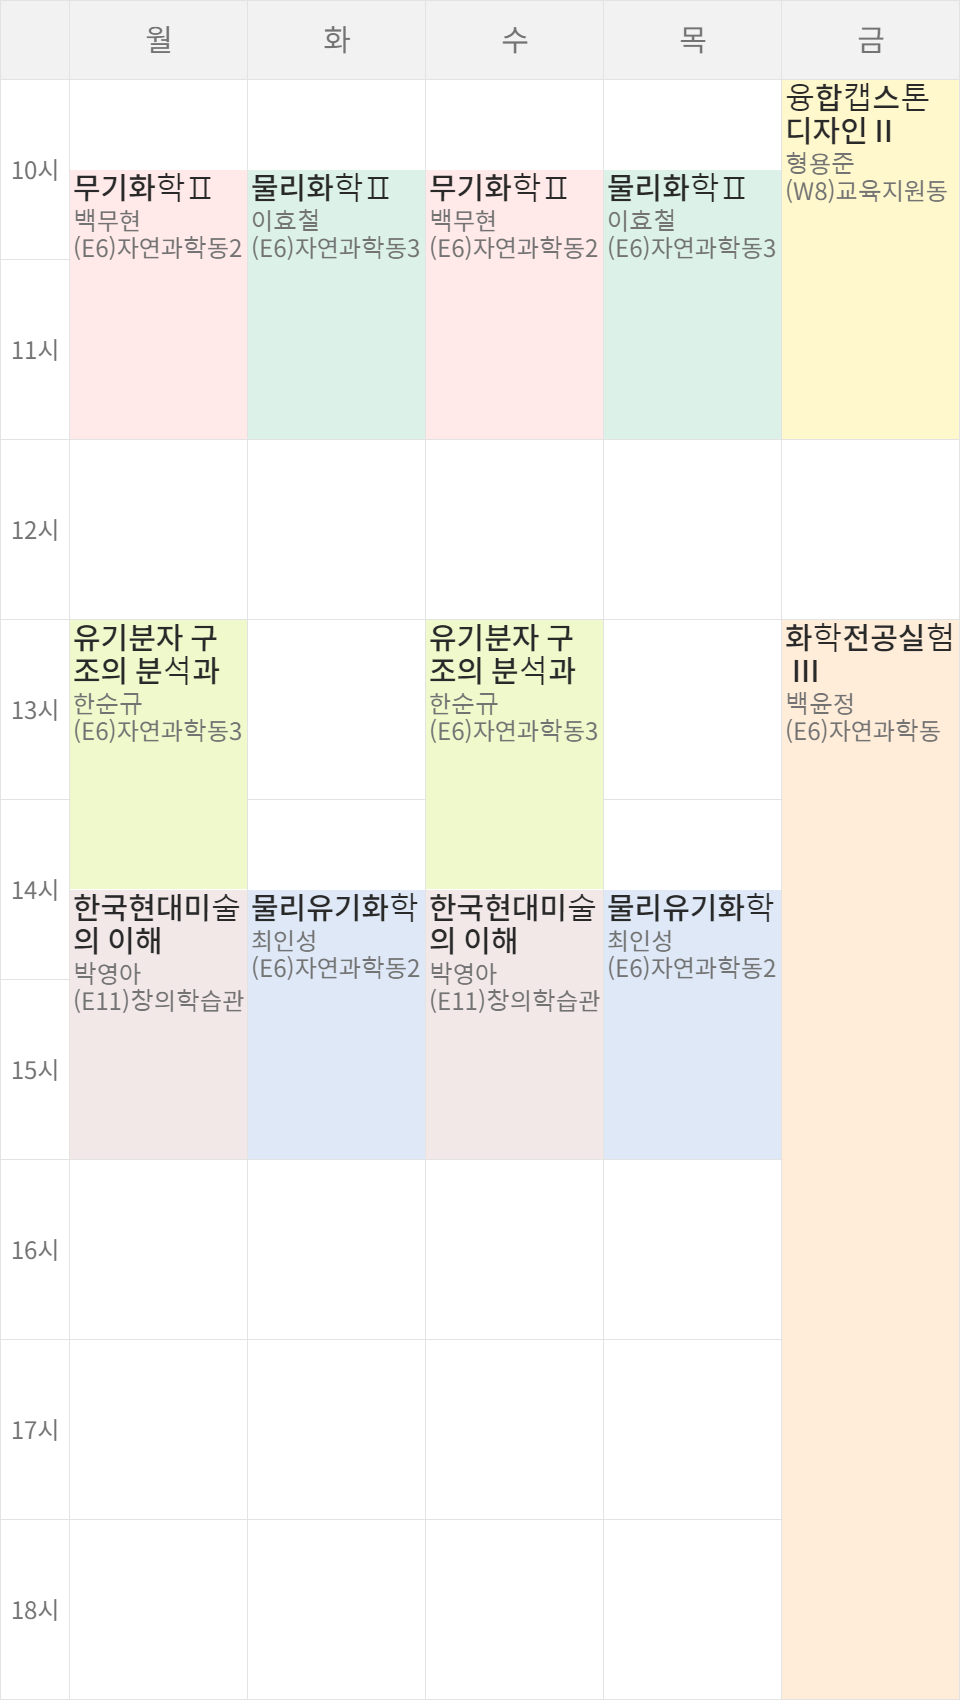 월
화
수
목
금
10시
11시
12시
13시
14시
15시
16시
17시
18시
무기화학Ⅱ
백무현
(E6)자연과학동2
유기분자 구
조의 분석과
한순규
(E6)자연과학동3
한국현대미술
의 이해
박영아
(E11)창의학습관
물리화학Ⅱ
이효철
(E6)자연과학동3
물리유기화학
최인성
(E6)자연과학동2
무기화학Ⅱ
백무현
(E6)자연과학동2
유기분자 구
조의 분석과
한순규
(E6)자연과학동3
한국현대미술
의 이해
박영아
(E11)창의학습관
물리화학Ⅱ
이효철
(E6)자연과학동3
물리유기화학
최인성
(E6)자연과학동2
융합캡스톤
디자인 II
형용준
(W8)교육지원동
화학전공실험
III
백윤정
(E6)자연과학동